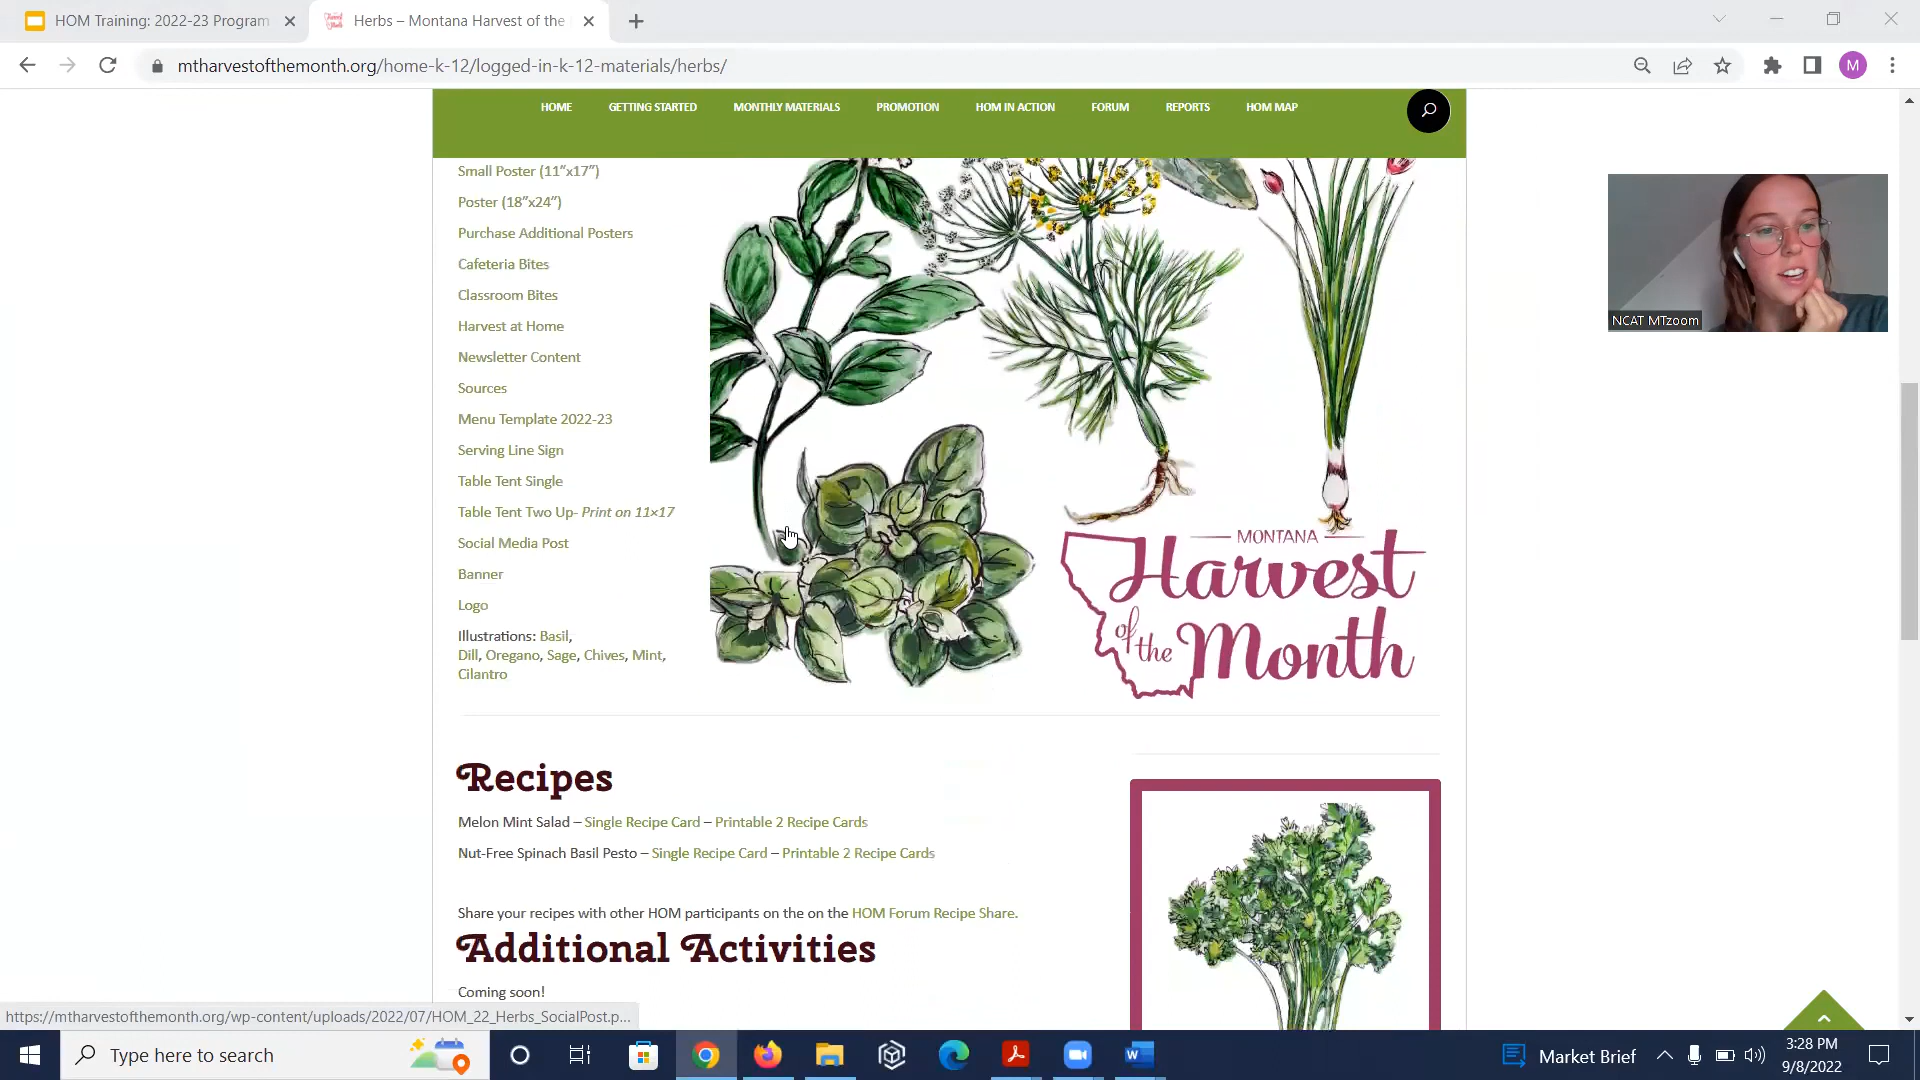 HOM Training: 2022-23 Program
Herbs – Montana Harvest of the
mtharvestofthemonth.org/home-k-12/logged-in-k-12-materials/herbs/
M
HOME
GETTING STARTED
MONTHLY MATERIALS
PROMOTION
HOM IN ACTION
FORUM
REPORTS
HOM MAP
Small Poster (11”x17”)
Poster (18”x24”)
Purchase Additional Posters
Cafeteria Bites
Classroom Bites
Harvest at Home
Newsletter Content
Sources
Menu Template 2022-23
Serving Line Sign
Table Tent Single
Table Tent Two Up- Print on 11×17
Social Media Post
Banner
Logo
Illustrations: Basil,
Dill, Oregano, Sage, Chives, Mint,
Cilantro
MONTANA
Harvest
of the Month
NCAT MTzoom
Recipes
Melon Mint Salad – Single Recipe Card – Printable 2 Recipe Cards
Nut-Free Spinach Basil Pesto – Single Recipe Card – Printable 2 Recipe Cards
Share your recipes with other HOM participants on the on the HOM Forum Recipe Share.
Additional Activities
Coming soon!
https://mtharvestofthemonth.org/wp-content/uploads/2022/07/HOM_22_Herbs_SocialPost.p...
Type here to search
Market Brief
3:28 PM
9/8/2022